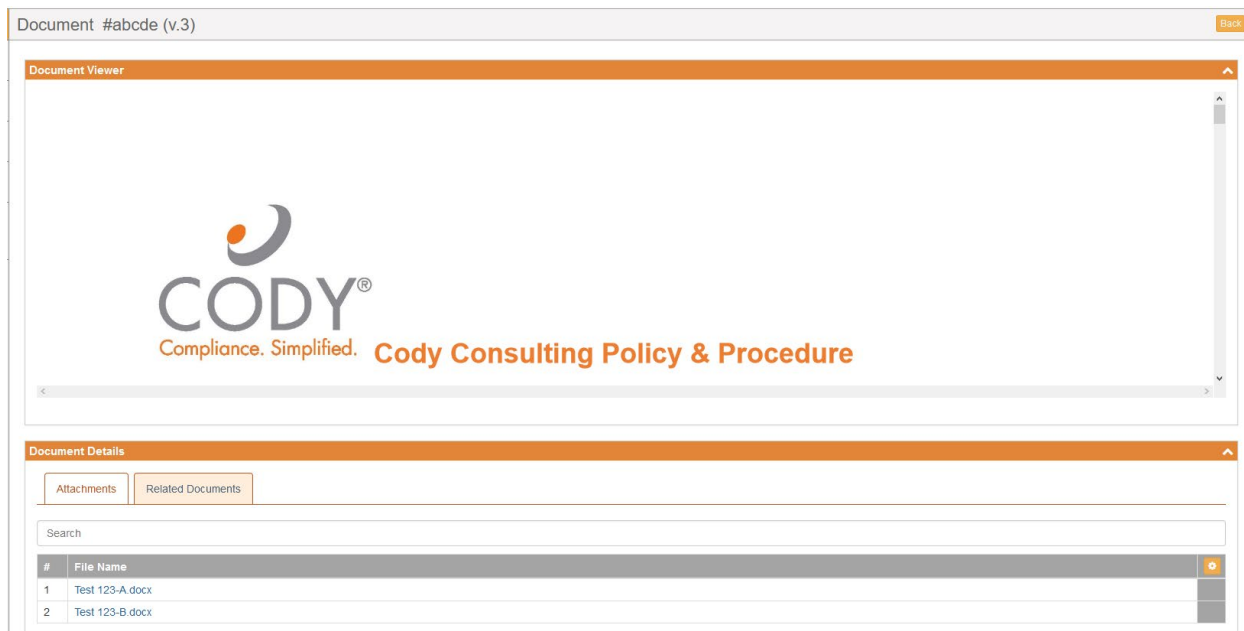 Document #abcde (v.3)
Back
Document Viewer
CODY®
Compliance. Simplified.
Cody Consulting Policy & Procedure
Document Details
Attachments Related Documents
Search
# File Name
1 Test 123-A.docx
2 Test 123-B.docx